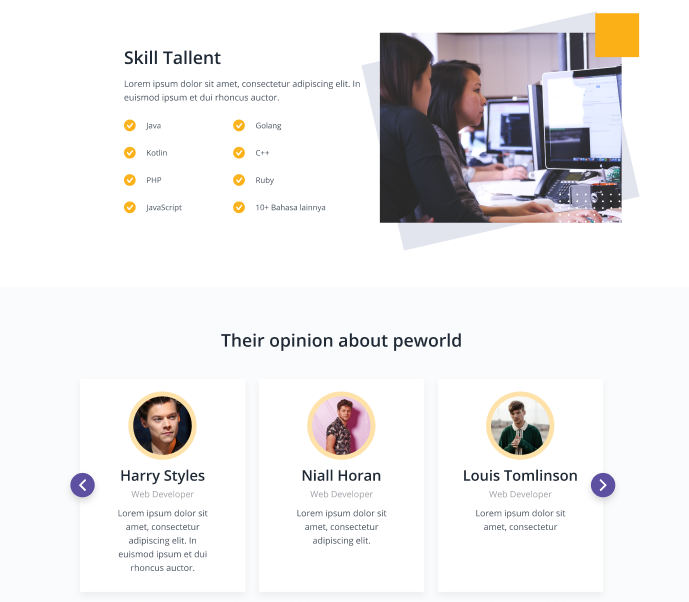 Skill Tallent
Lorem ipsum dolor sit amet, consectetur adipiscing elit. In
euismod ipsum et dui rhoncus auctor.
Java
Golang
Kotlin
C++
PHP
Ruby
JavaScript
10+ Bahasa lainnya
Their opinion about peworld
Harry Styles
Web Developer
Lorem ipsum dolor sit
amet, consectetur
adipiscing elit. In
euismod ipsum et dui
rhoncus auctor.
Niall Horan
Web Developer
Lorem ipsum dolor sit
amet, consectetur
adipiscing elit.
Louis Tomlinson
Web Developer
Lorem ipsum dolor sit
amet, consectetur